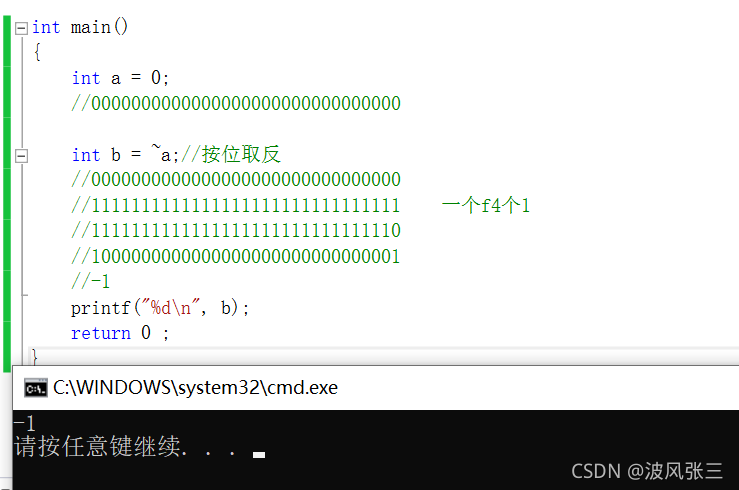 int main()
{
int a = 0;
//00000000000000000000000000000000
int b = ~a;//按位取反
//00000000000000000000000000000000
//11111111111111111111111111111111 一个f4个1
//11111111111111111111111111111110
//10000000000000000000000000000001
//-1
printf("%d\n", b);
return 0 ;
}
C:\WINDOWS\system32\cmd.exe
-1
请按任意键继续. . .
CSDN @波风张三